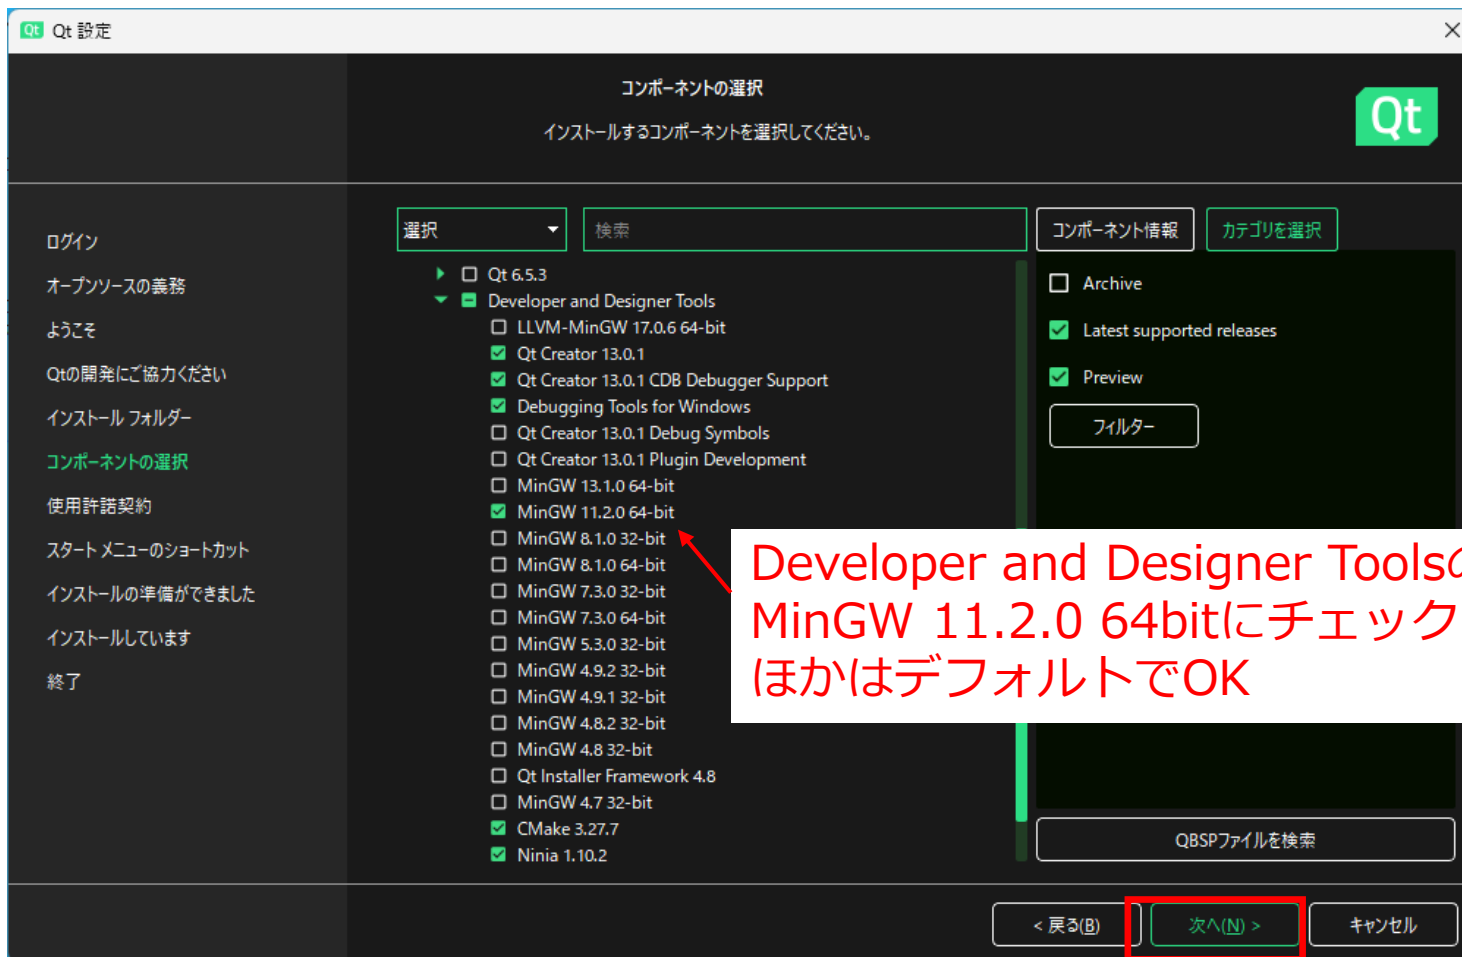 Qt Qt 設定
コンポーネントの選択
インストールするコンポーネントを選択してください。
Qt
ログイン
オープンソースの義務
ようこそ
Qtの開発にご協力ください
インストール フォルダー
コンポーネントの選択
使用許諾契約
スタート メニューのショートカット
インストールの準備ができました
インストールしています
終了
選択
検索
Qt 6.5.3
Developer and Designer Tools
LLVM-MinGW 17.0.6 64-bit
Qt Creator 13.0.1
Qt Creator 13.0.1 CDB Debugger Support
Debugging Tools for Windows
Qt Creator 13.0.1 Debug Symbols
Qt Creator 13.0.1 Plugin Development
MinGW 13.1.0 64-bit
MinGW 11.2.0 64-bit
MinGW 8.1.0 32-bit
MinGW 8.1.0 64-bit
MinGW 7.3.0 32-bit
MinGW 7.3.0 64-bit
MinGW 5.3.0 32-bit
MinGW 4.9.2 32-bit
MinGW 4.9.1 32-bit
MinGW 4.8.2 32-bit
MinGW 4.8 32-bit
Qt Installer Framework 4.8
MinGW 4.7 32-bit
CMake 3.27.7
Ninja 1.10.2
コンポーネント情報
カテゴリを選択
Archive
Latest supported releases
Preview
フィルター
Developer and Designer Toolsの
MinGW 11.2.0 64bitにチェック
ほかはデフォルトでOK
QBSPファイルを検索
< 戻る(B)
次へ(N) >
キャンセル